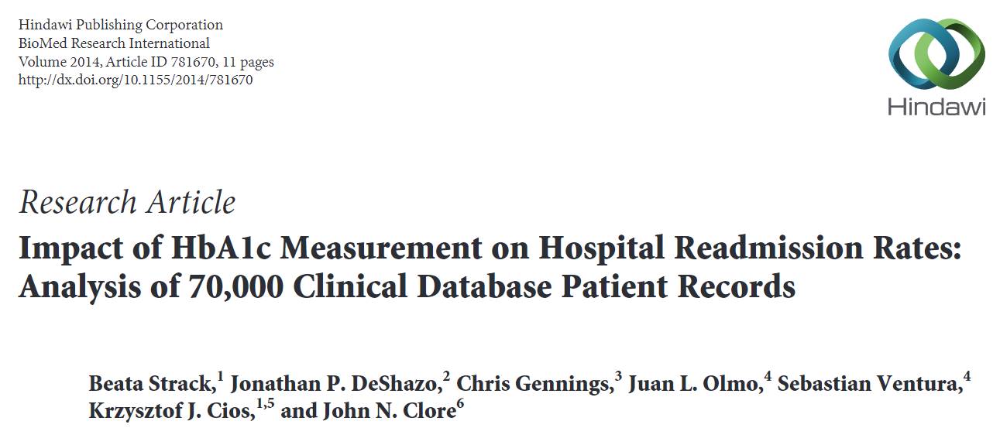 Hindawi Publishing Corporation
BioMed Research International
Volume 2014, Article ID 781670, 11 pages
http://dx.doi.org/10.1155/2014/781670
Hindawi
Research Article
Impact of HbA1c Measurement on Hospital Readmission Rates:
Analysis of 70,000 Clinical Database Patient Records
Beata Strack,1 Jonathan P. DeShazo,2 Chris Gennings,3 Juan L. Olmo,4 Sebastian Ventura,4
Krzysztof J. Cios,1,5 and John N. Clore6